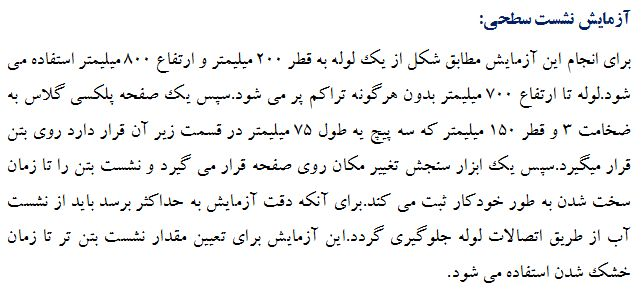 آزمایش نشست سطحی:
برای انجام این آزمایش مطابق شکل از یک لوله به قطر ۲۰۰ میلیمتر و ارتفاع ۸۰۰ میلیمتر استفاده می
شود.لوله تا ارتفاع ۷۰۰ میلیمتر بدون هرگونه تراکم پر می شود.سپس یک صفحه پلکسی گلاس به
ضخامت ۳ و قطر ۱۵۰ میلیمتر که سه پیچ به طول ۷۵ میلیمتر در قسمت زیر آن قرار دارد روی بتن
قرار میگیرد.سپس یک ابزار سنجش تغییر مکان روی صفحه قرار می گیرد و نشست بتن را تا زمان
سخت شدن به طور خودکار ثبت می کند.برای آنکه دقت آزمایش به حداکثر برسد باید از نشست
آب از طریق اتصالات لوله جلوگیری گردد.این آزمایش برای تعیین مقدار نشست بتن تر تا زمان
خشک شدن استفاده می شود.